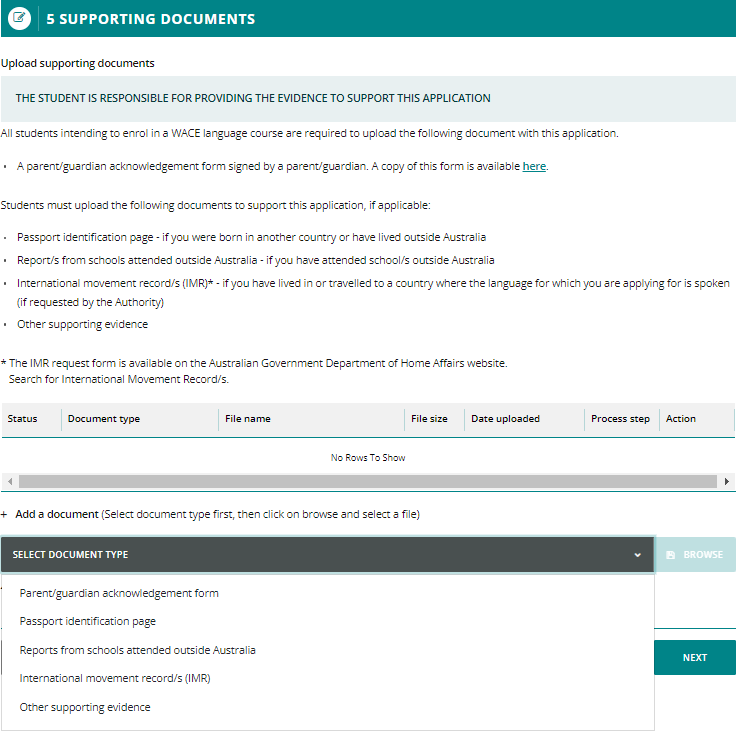 5 SUPPORTING DOCUMENTS
Upload supporting documents
THE STUDENT IS RESPONSIBLE FOR PROVIDING THE EVIDENCE TO SUPPORT THIS APPLICATION
All students intending to enrol in a WACE language course are required to upload the following document with this application.
• A parent/guardian acknowledgement form signed by a parent/guardian. A copy of this form is available here.
Students must upload the following documents to support this application, if applicable:
• Passport identification page - if you were born in another country or have lived outside Australia
• Report/s from schools attended outside Australia - if you have attended school/s outside Australia
• International movement record/s (IMR)* - if you have lived in or travelled to a country where the language for which you are applying for is spoken
(if requested by the Authority)
• Other supporting evidence
* The IMR request form is available on the Australian Government Department of Home Affairs website.
Search for International Movement Record/s.
Status Document type File name File size Date uploaded Process step Action
No Rows To Show
+ Add a document (Select document type first, then click on browse and select a file)
SELECT DOCUMENT TYPE BROWSE
Parent/guardian acknowledgement form
Passport identification page
Reports from schools attended outside Australia
NEXT
International movement record/s (IMR)
Other supporting evidence